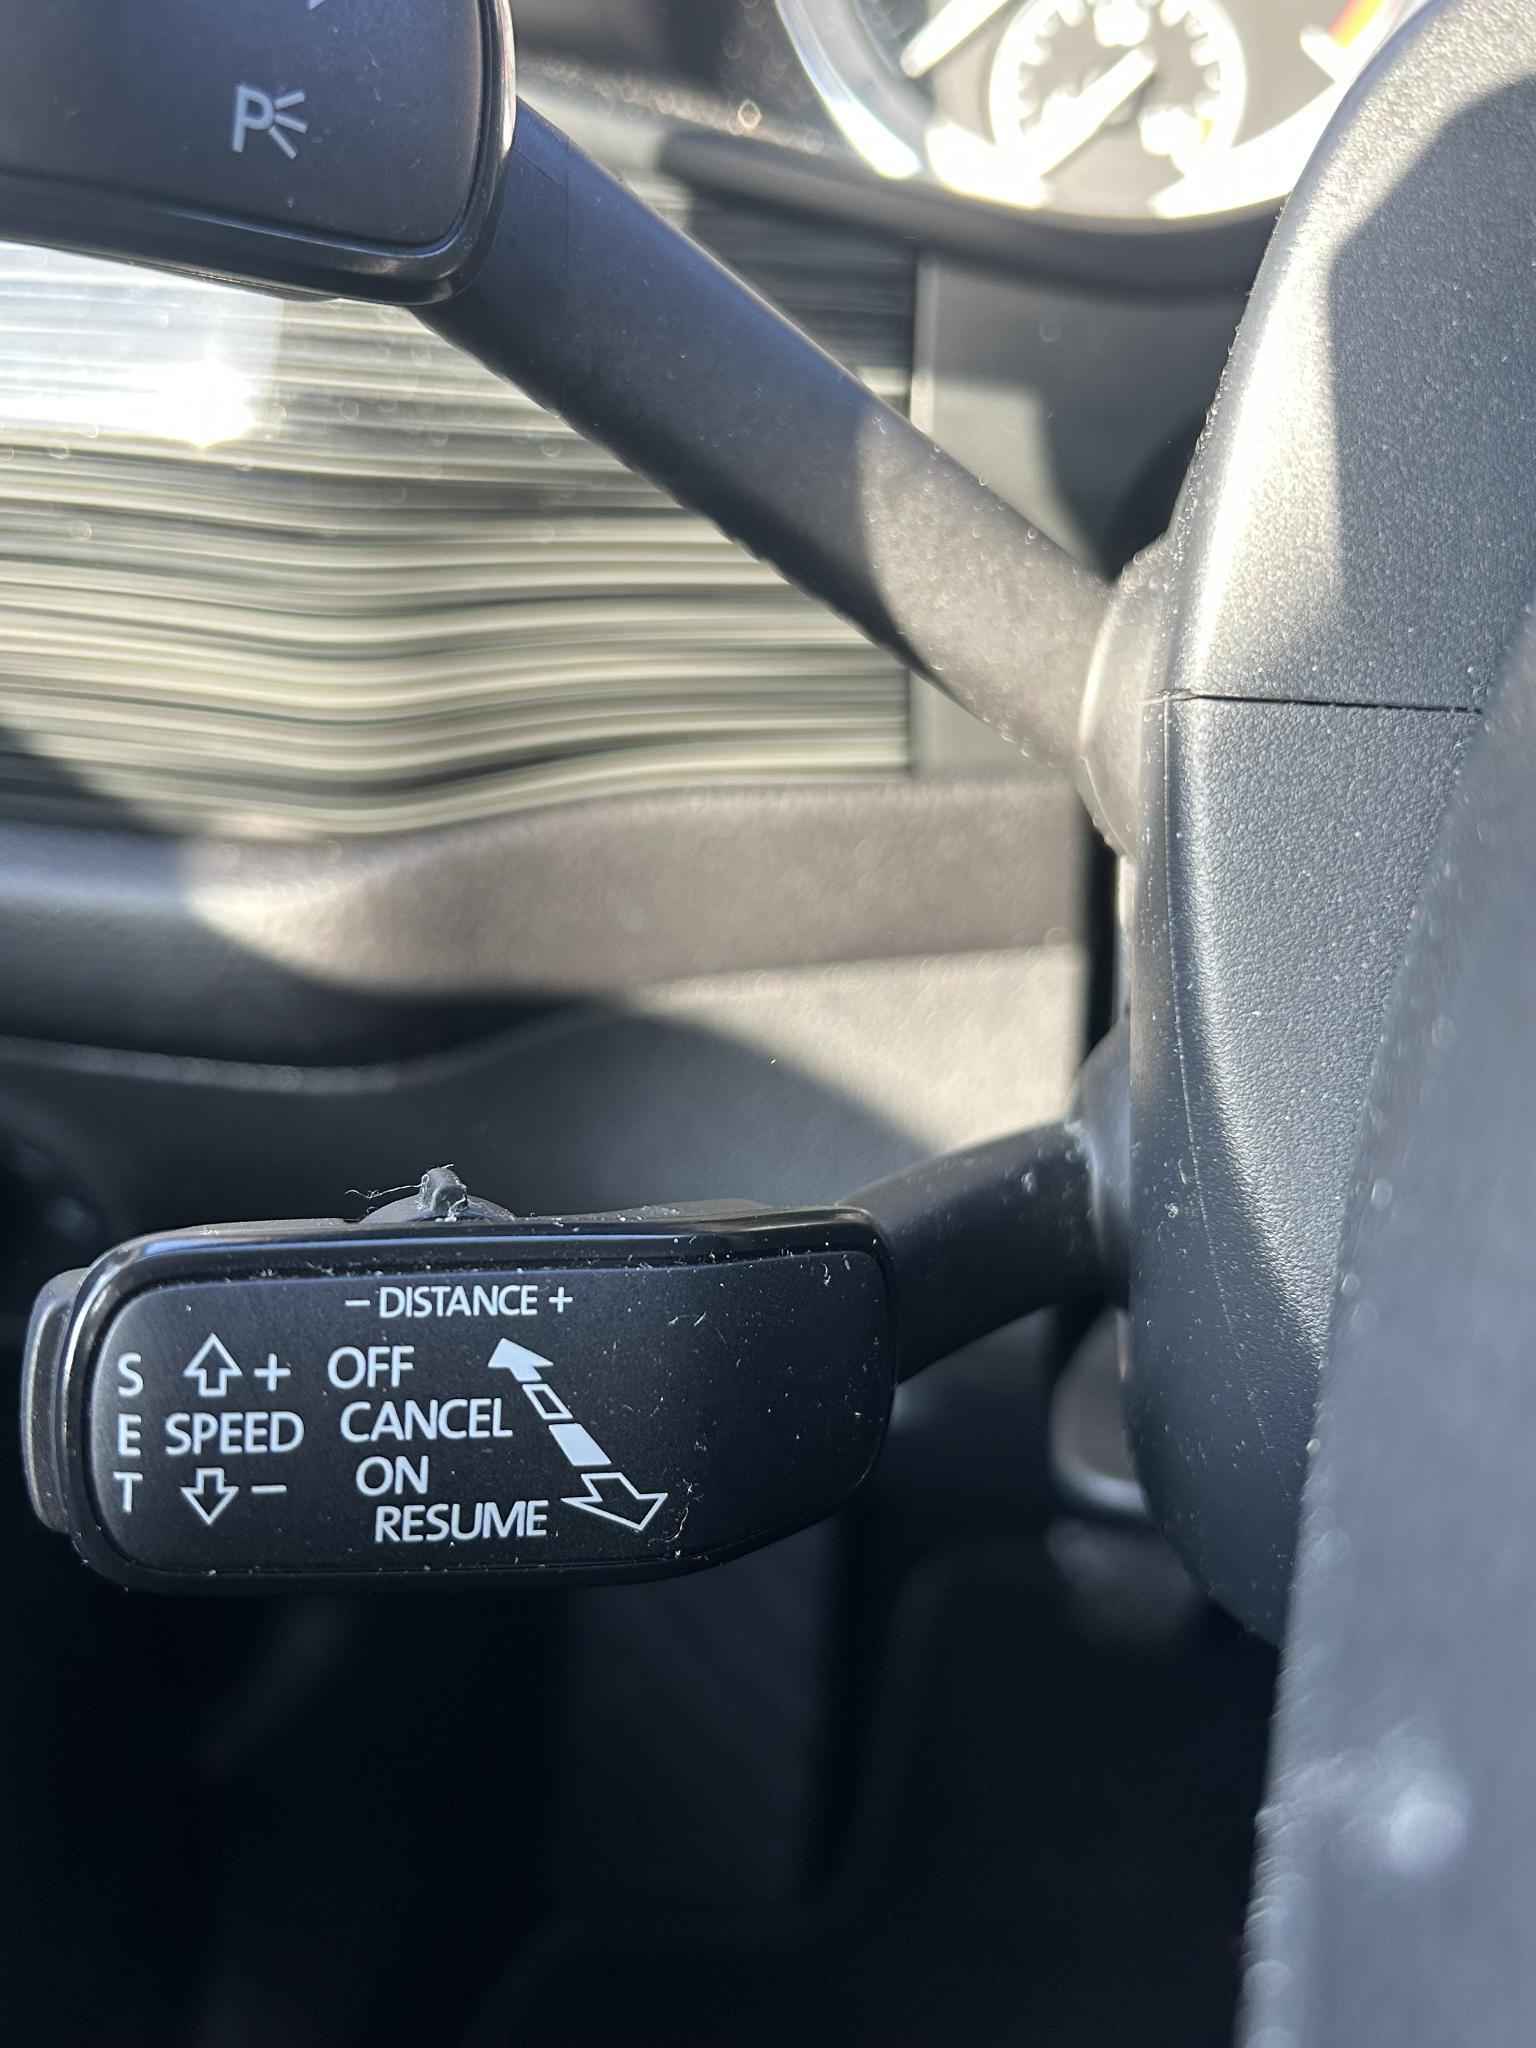 P
− DISTANCE +
S + OFF
E SPEED CANCEL
T − ON
RESUME